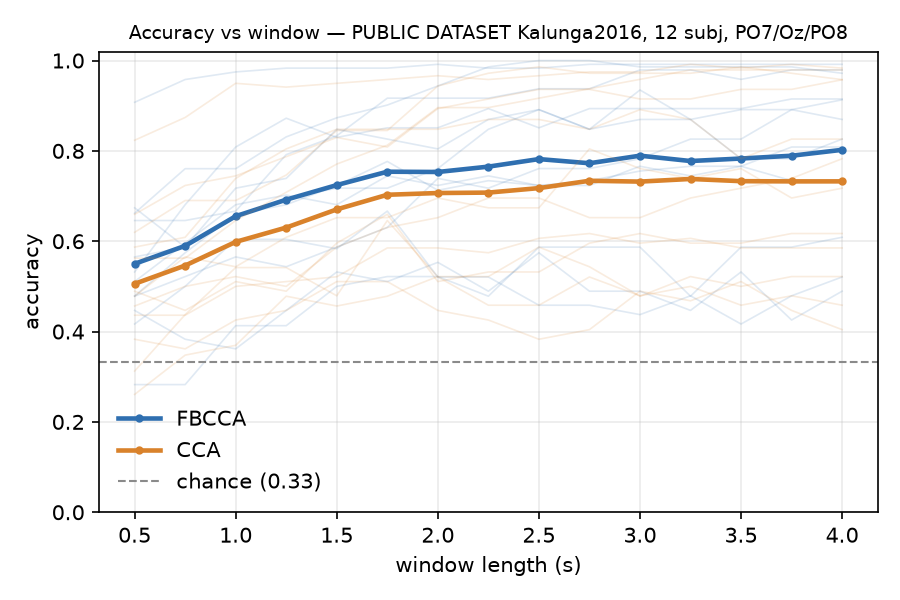 Accuracy vs window — PUBLIC DATASET Kalunga2016, 12 subj, PO7/Oz/PO8
1.0
0.8
0.6
0.4
0.2
0.0
accuracy
FBCCA
CCA
chance (0.33)
0.5 1.0 1.5 2.0 2.5 3.0 3.5 4.0
window length (s)